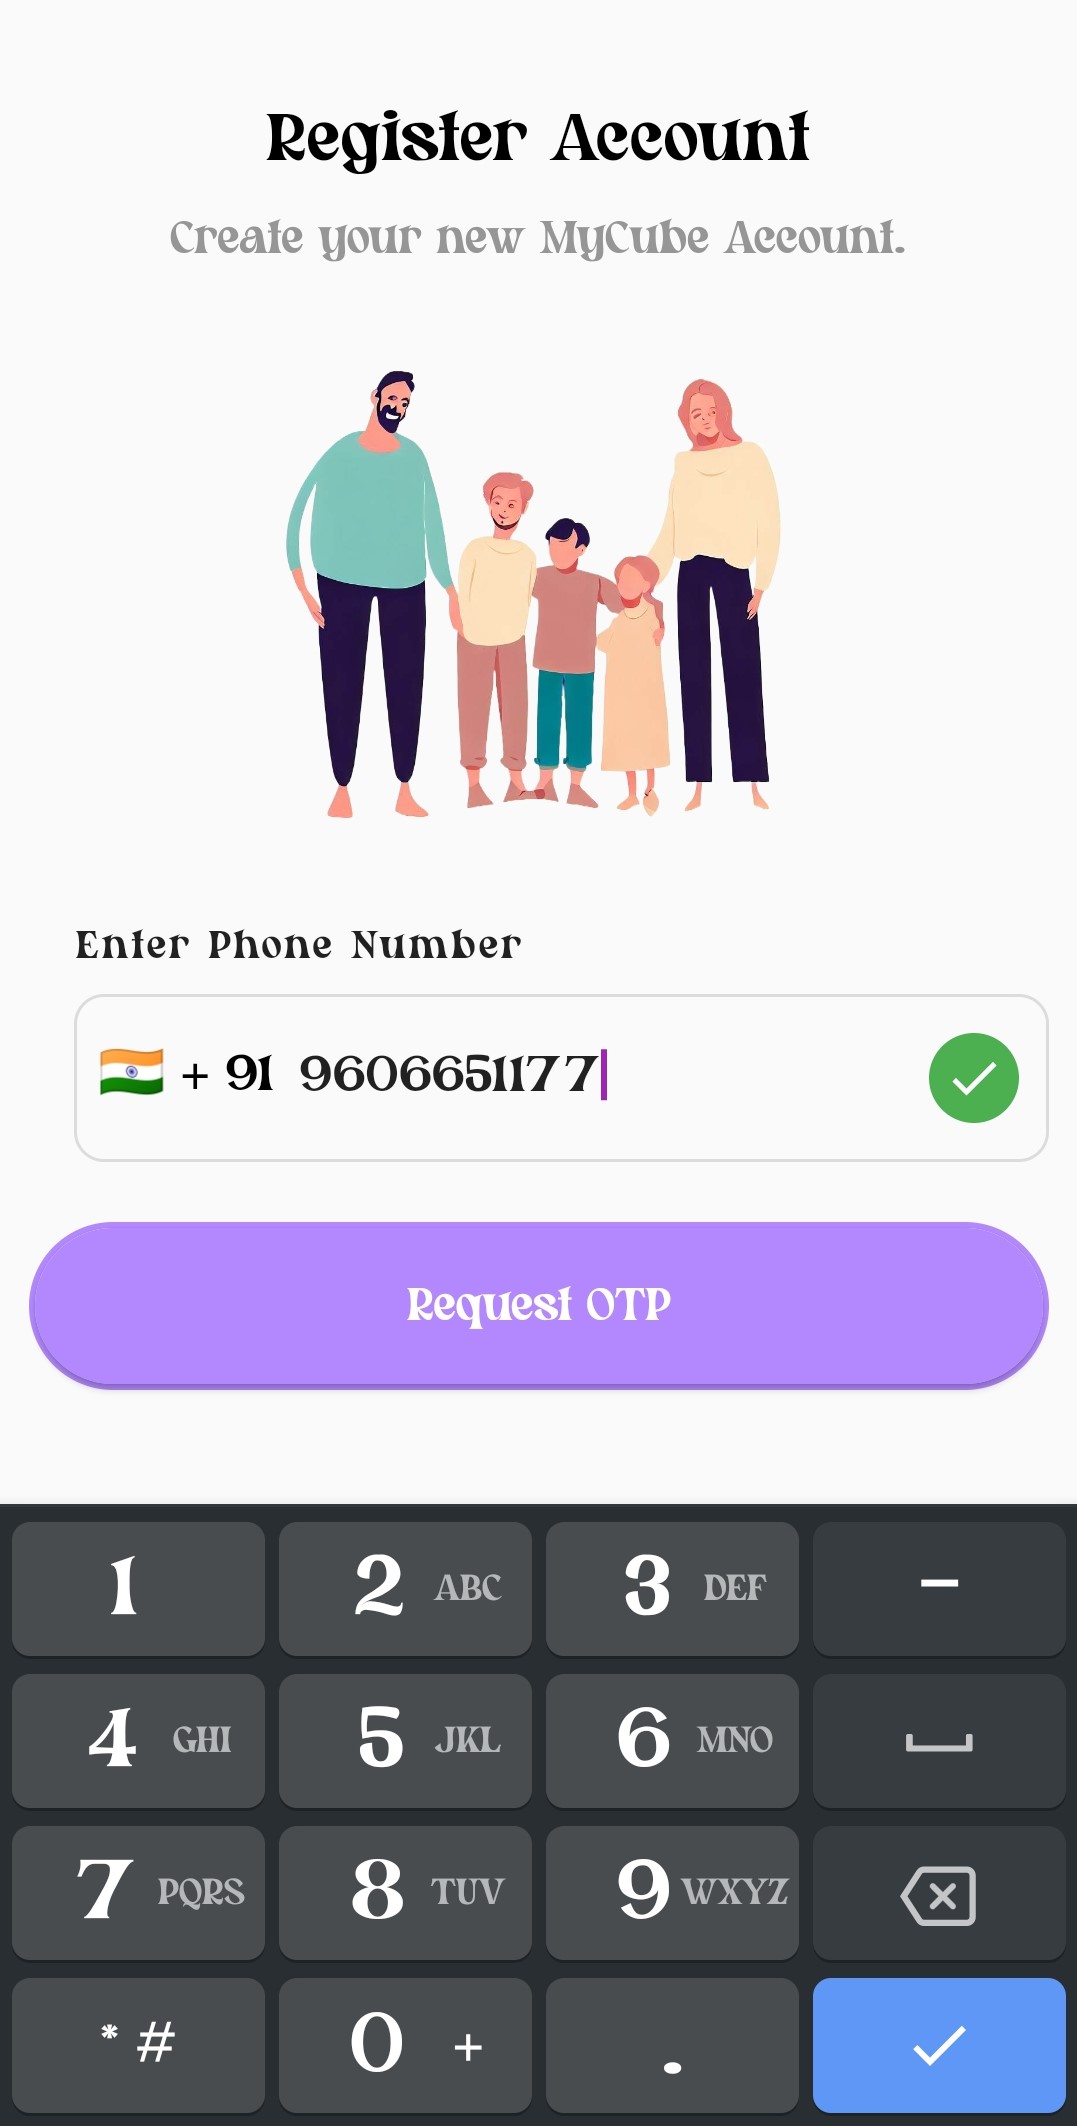 Register Account
Create your new MyCube Account.
Enter Phone Number
+ 91 9606651177
Request OTP
1 2 ABC 3 DEF –
4 GHI 5 JKL 6 MNO
7 PQRS 8 TUV 9 WXYZ
* # 0 + .